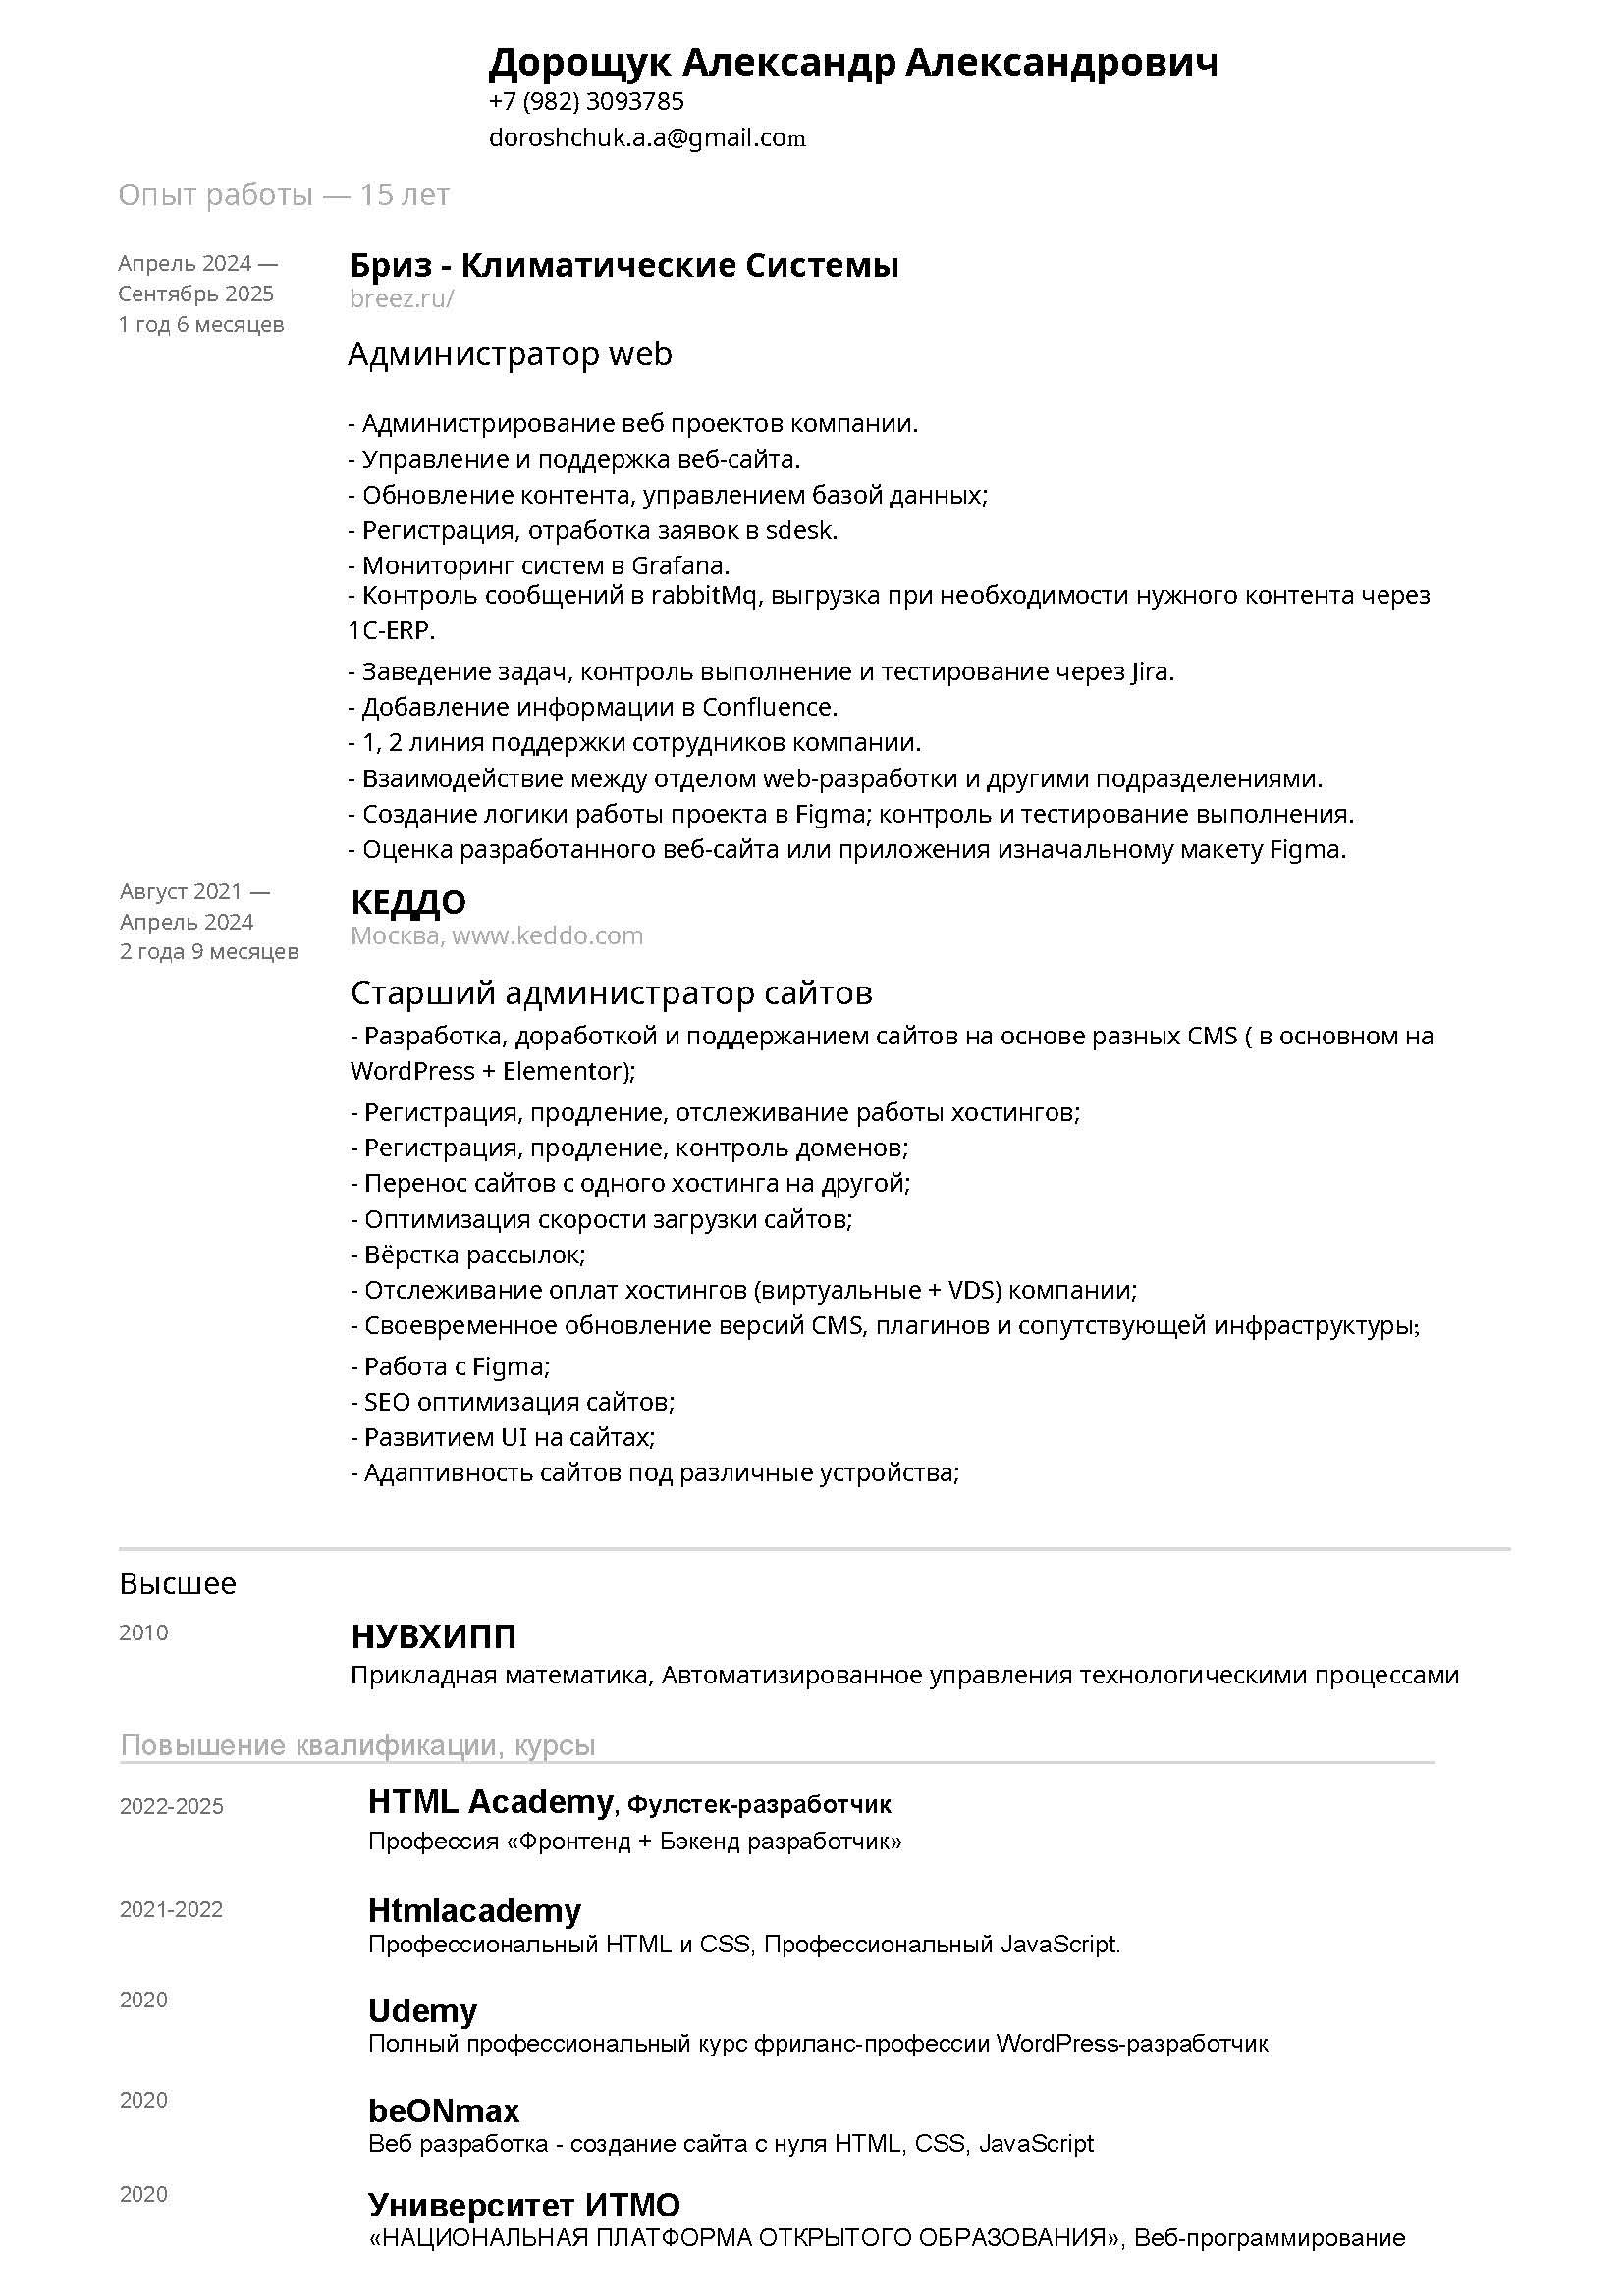 Дорощук Александр Александрович
+7 (982) 3093785
doroshchuk.a.a@gmail.com
Опыт работы — 15 лет
Апрель 2024 —
Сентябрь 2025
1 год 6 месяцев
Бриз - Климатические Системы
breez.ru/
Администратор web
- Администрирование веб проектов компании.
- Управление и поддержка веб-сайта.
- Обновление контента, управлением базой данных;
- Регистрация, отработка заявок в sdesk.
- Мониторинг систем в Grafana.
- Контроль сообщений в rabbitMq, выгрузка при необходимости нужного контента через
1C-ERP.
- Заведение задач, контроль выполнение и тестирование через Jira.
- Добавление информации в Confluence.
- 1, 2 линия поддержки сотрудников компании.
- Взаимодействие между отделом web-разработки и другими подразделениями.
- Создание логики работы проекта в Figma; контроль и тестирование выполнения.
- Оценка разработанного веб-сайта или приложения изначальному макету Figma.
Август 2021 —
Апрель 2024
2 года 9 месяцев
КЕДДО
Москва, www.keddo.com
Старший администратор сайтов
- Разработка, доработкой и поддержанием сайтов на основе разных CMS ( в основном на
WordPress + Elementor);
- Регистрация, продление, отслеживание работы хостингов;
- Регистрация, продление, контроль доменов;
- Перенос сайтов с одного хостинга на другой;
- Оптимизация скорости загрузки сайтов;
- Вёрстка рассылок;
- Отслеживание оплат хостингов (виртуальные + VDS) компании;
- Своевременное обновление версий CMS, плагинов и сопутствующей инфраструктуры;
- Работа с Figma;
- SEO оптимизация сайтов;
- Развитием UI на сайтах;
- Адаптивность сайтов под различные устройства;
Высшее
2010
НУВХИПП
Прикладная математика, Автоматизированное управления технологическими процессами
Повышение квалификации, курсы
2022-2025
HTML Academy, Фулстек-разработчик
Профессия «Фронтенд + Бэкенд разработчик»
2021-2022
Htmlacademy
Профессиональный HTML и CSS, Профессиональный JavaScript.
2020
Udemy
Полный профессиональный курс фриланс-профессии WordPress-разработчик
2020
beONmax
Веб разработка - создание сайта с нуля HTML, CSS, JavaScript
2020
Университет ИТМО
«НАЦИОНАЛЬНАЯ ПЛАТФОРМА ОТКРЫТОГО ОБРАЗОВАНИЯ», Веб-программирование